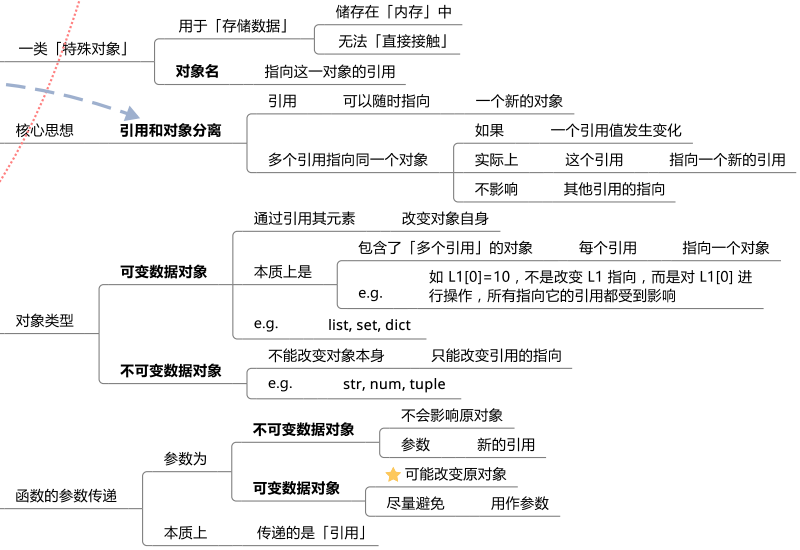 储存在「内存」中
用于「存储数据」
无法「直接接触」
一类「特殊对象」
对象名 指向这一对象的引用
引用 可以随时指向 一个新的对象
核心思想 引用和对象分离
如果 一个引用值发生变化
多个引用指向同一个对象 实际上 这个引用 指向一个新的引用
不影响 其他引用的指向
通过引用其元素 改变对象自身
包含了「多个引用」的对象 每个引用 指向一个对象
可变数据对象 本质上是
如 L1[0]=10，不是改变 L1 指向，而是对 L1[0] 进
e.g. 行操作，所有指向它的引用都受到影响
对象类型
e.g. list, set, dict
不能改变对象本身 只能改变引用的指向
不可变数据对象
e.g. str, num, tuple
不会影响原对象
不可变数据对象
参数 新的引用
参数为
可能改变原对象
可变数据对象
函数的参数传递 尽量避免 用作参数
本质上 传递的是「引用」